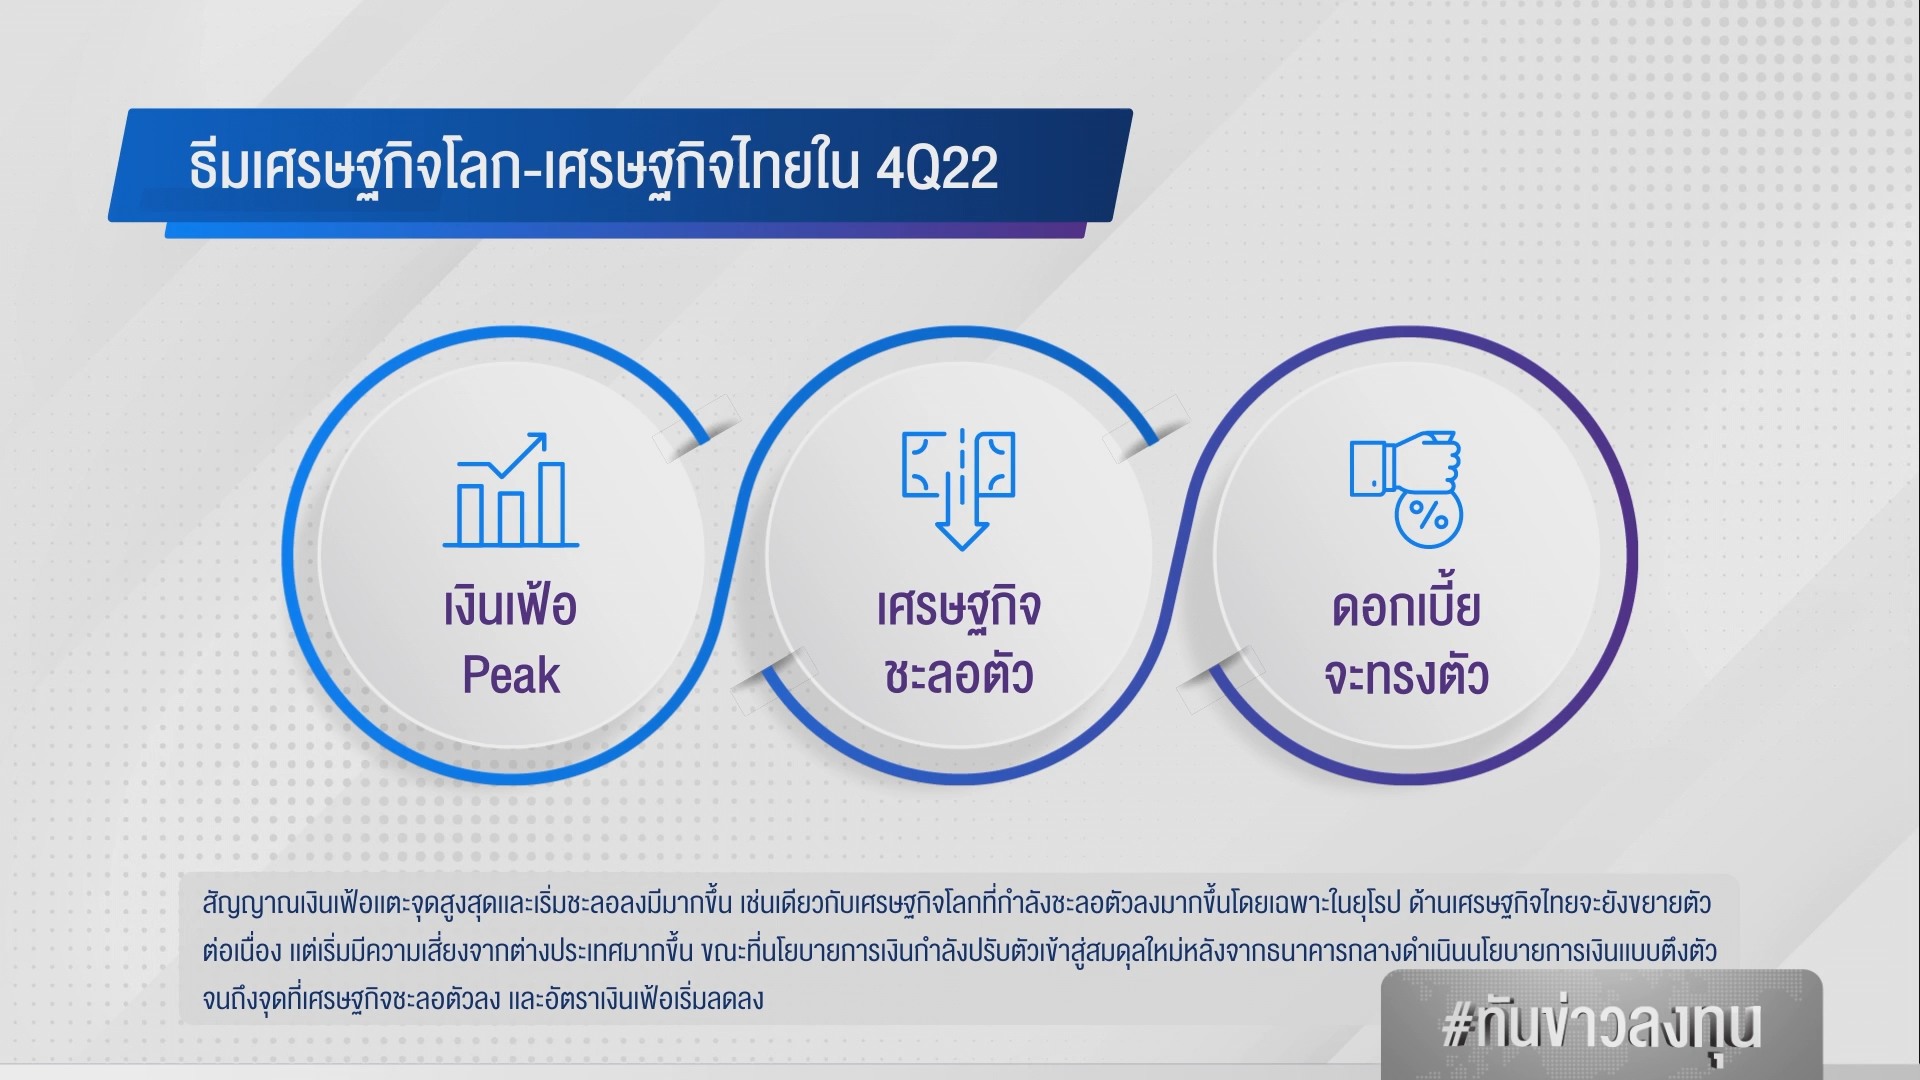 ธีมเศรษฐกิจโลก-เศรษฐกิจไทยใน 4Q22
เงินเฟ้อ
Peak
เศรษฐกิจ
ชะลอตัว
ดอกเบี้ย
จะทรงตัว
สัญญาณเงินเฟ้อแตะจุดสูงสุดและเริ่มชะลอลงมีมากขึ้น เช่นเดียวกับเศรษฐกิจโลกที่กำลังชะลอตัวลงมากขึ้นโดยเฉพาะในยุโรป ด้านเศรษฐกิจไทยจะยังขยายตัว
ต่อเนื่อง แต่เริ่มมีความเสี่ยงจากต่างประเทศมากขึ้น ขณะที่นโยบายการเงินกำลังปรับตัวเข้าสู่สมดุลใหม่หลังจากธนาคารกลางดำเนินนโยบายการเงินแบบตึงตัว
จนถึงจุดที่เศรษฐกิจชะลอตัวลง และอัตราเงินเฟ้อเริ่มลดลง
#ทันข่าวลงทุน